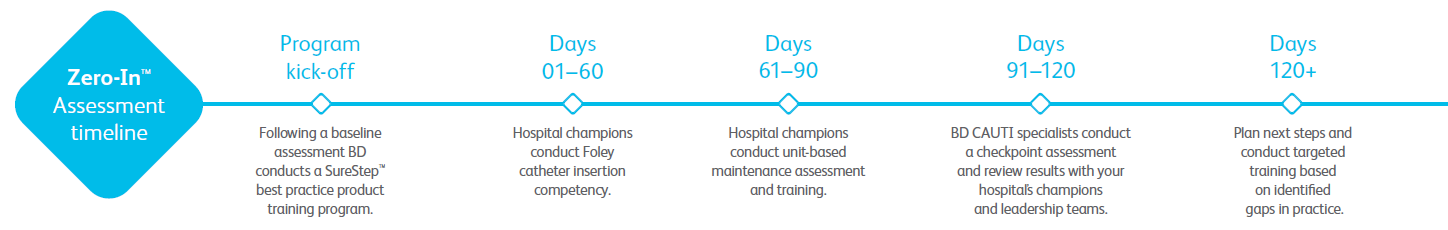 Zero-In™
Assessment
timeline
Program
kick-off
Following a baseline
assessment BD
conducts a SureStep™
best practice product
training program.
Days
01–60
Hospital champions
conduct Foley
catheter insertion
competency.
Days
61–90
Hospital champions
conduct unit-based
maintenance assessment
and training.
Days
91–120
BD CAUTI specialists conduct
a checkpoint assessment
and review results with your
hospital's champions
and leadership teams.
Days
120+
Plan next steps and
conduct targeted
training based
on identified
gaps in practice.